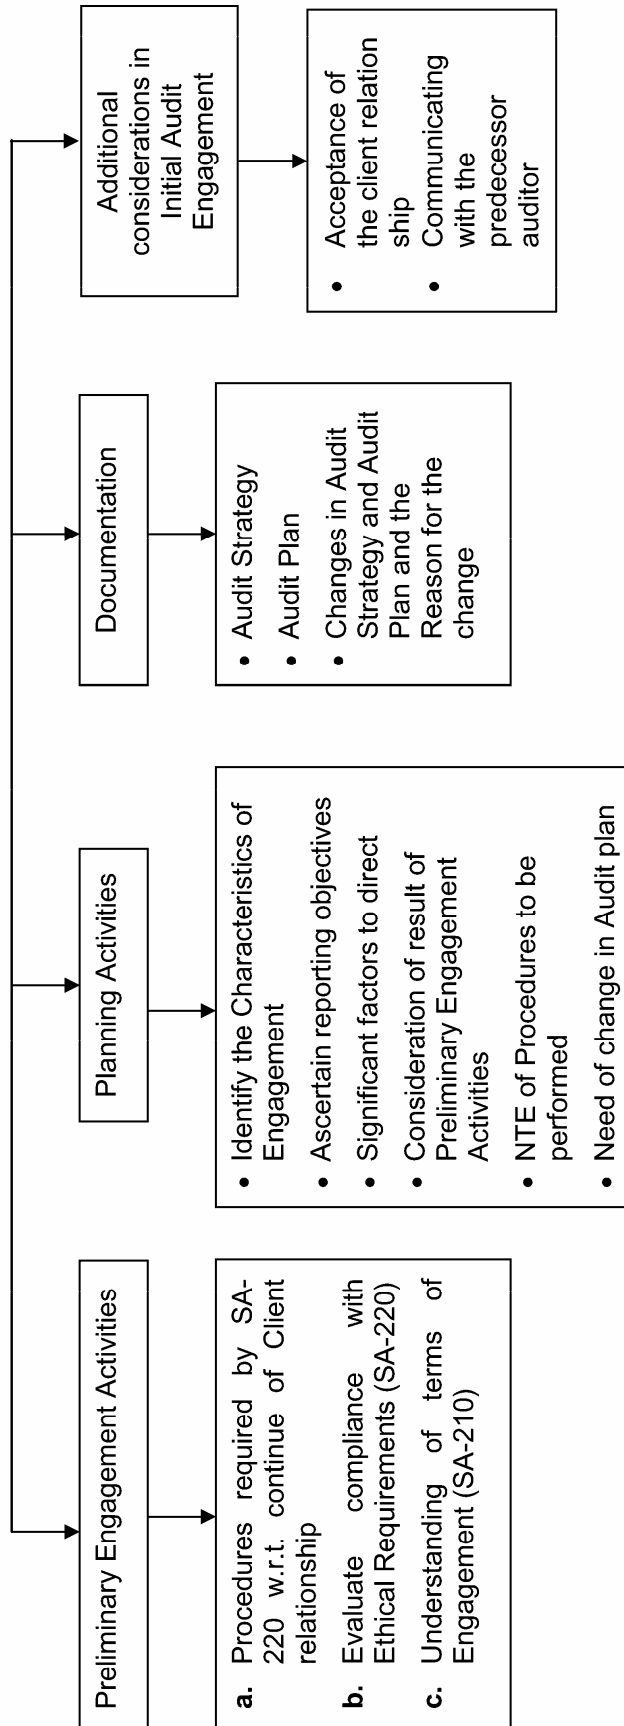 Preliminary Engagement Activities
a. Procedures required by SA-
220 w.r.t. continue of Client
relationship
b. Evaluate compliance with
Ethical Requirements (SA-220)
c. Understanding of terms of
Engagement (SA-210)
Planning Activities
• Identify the Characteristics of
Engagement
• Ascertain reporting objectives
• Significant factors to direct
• Consideration of result of
Preliminary Engagement
Activities
• NTE of Procedures to be
performed
• Need of change in Audit plan
Documentation
• Audit Strategy
• Audit Plan
• Changes in Audit
Strategy and Audit
Plan and the
Reason for the
change
Additional
considerations in
Initial Audit
Engagement
• Acceptance of
the client relation
ship
• Communicating
with the
predecessor
auditor